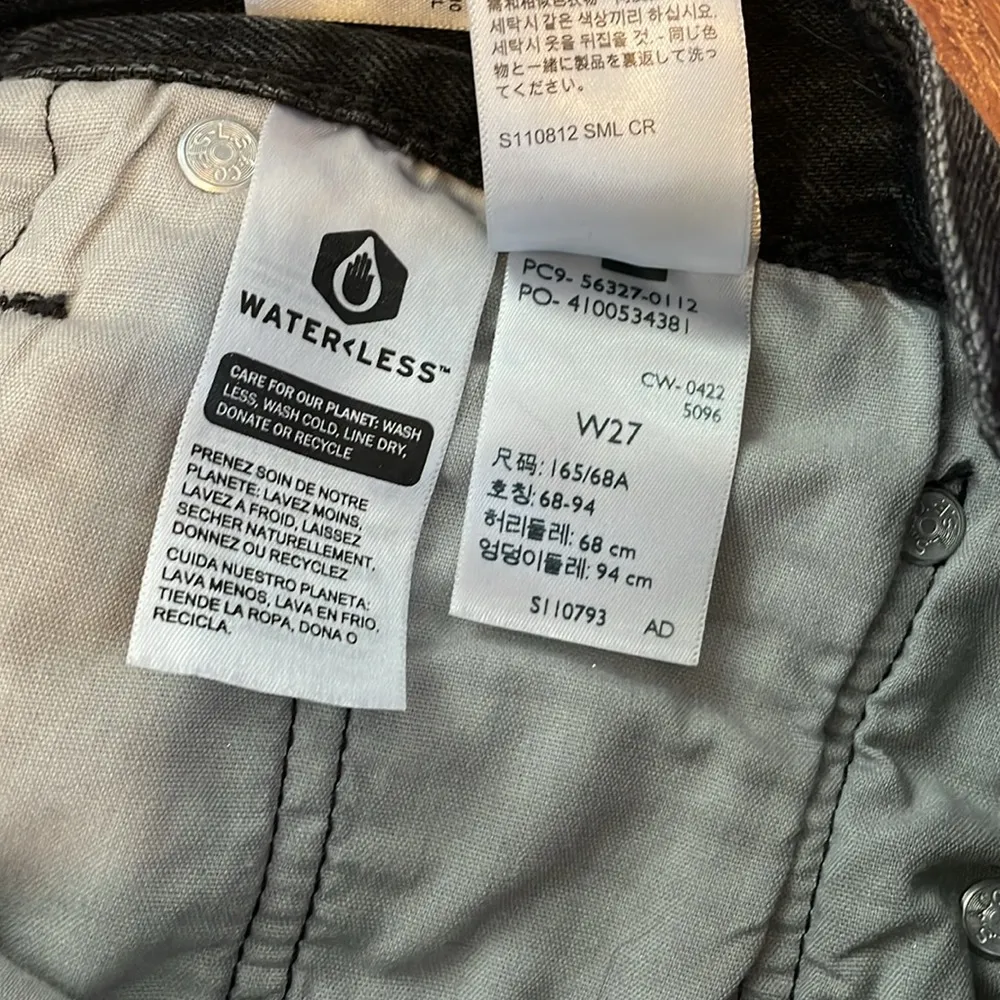 세탁시 같은 색상끼리 하십시요.
세탁시 옷을 뒤집을 것. - 同じ色
物と一緒に製品を裏返して洗っ
てください。
S110812 SML CR
WATER<LESS™
CARE FOR OUR PLANET: WASH
LESS, WASH COLD, LINE DRY,
DONATE OR RECYCLE
PRENEZ SOIN DE NOTRE
PLANETE: LAVEZ MOINS,
LAVEZ A FROID, LAISSEZ
SECHER NATURELLEMENT,
DONNEZ OU RECYCLEZ
CUIDA NUESTRO PLANETA:
LAVA MENOS, LAVA EN FRIO,
TIENDE LA ROPA, DONA O
RECICLA.
PC9- 56327-0112
PO- 4100534381
CW- 0422
5096
W27
尺码: 165/68A
호칭: 68-94
허리둘레: 68 cm
엉덩이둘레: 94 cm
S110793 AD